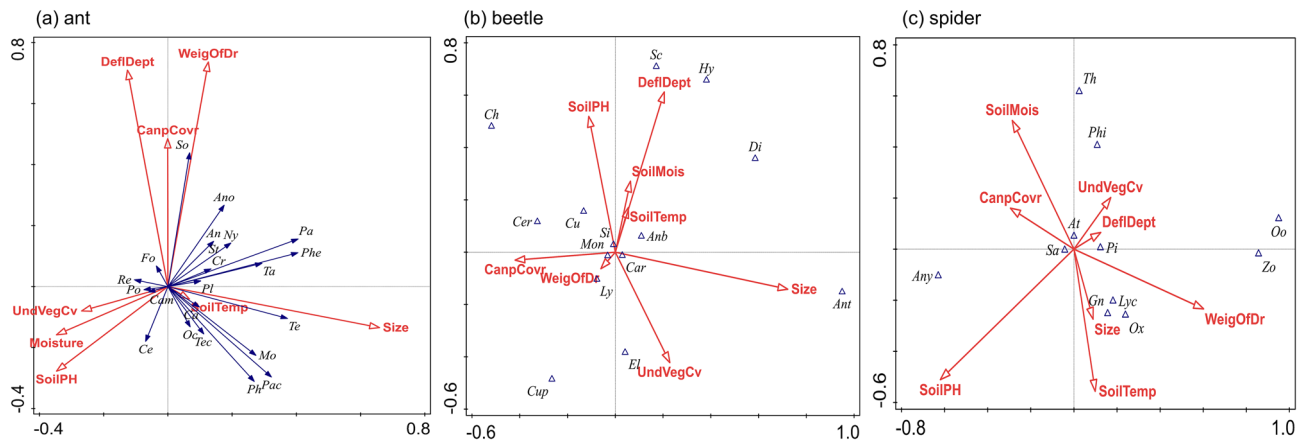 (a) ant
0.8
-0.4
-0.4
0.8
DeflDept
WeigOfDr
CanpCovr
So
Ano
An
Ny
St
Pa
Phe
Fo
Cr
Ta
Re
Po
Cam
Pl
SoilTemp
UndVegCv
Moisture
SoilPH
Ca
Oc
Tec
Te
Size
Ce
Mo
Ph
Pac
(b) beetle
0.8
-0.6
-0.6
1.0
Sc
Hy
DeflDept
SoilPH
Ch
Di
SoilMois
SoilTemp
Cer
Cu
Si
Anb
Mon
Car
CanpCovr
WeigOfDr
Ly
Size
Ant
El
UndVegCv
Cup
(c) spider
0.8
-0.6
-0.8
1.0
Th
SoilMois
Phi
UndVegCv
CanpCovr
DeflDept
At
Sa
Pi
Oo
Zo
Any
Gn
Lyc
Ox
Size
WeigOfDr
SoilPH
SoilTemp